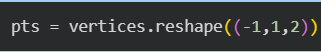 pts = vertices.reshape((-1,1,2))